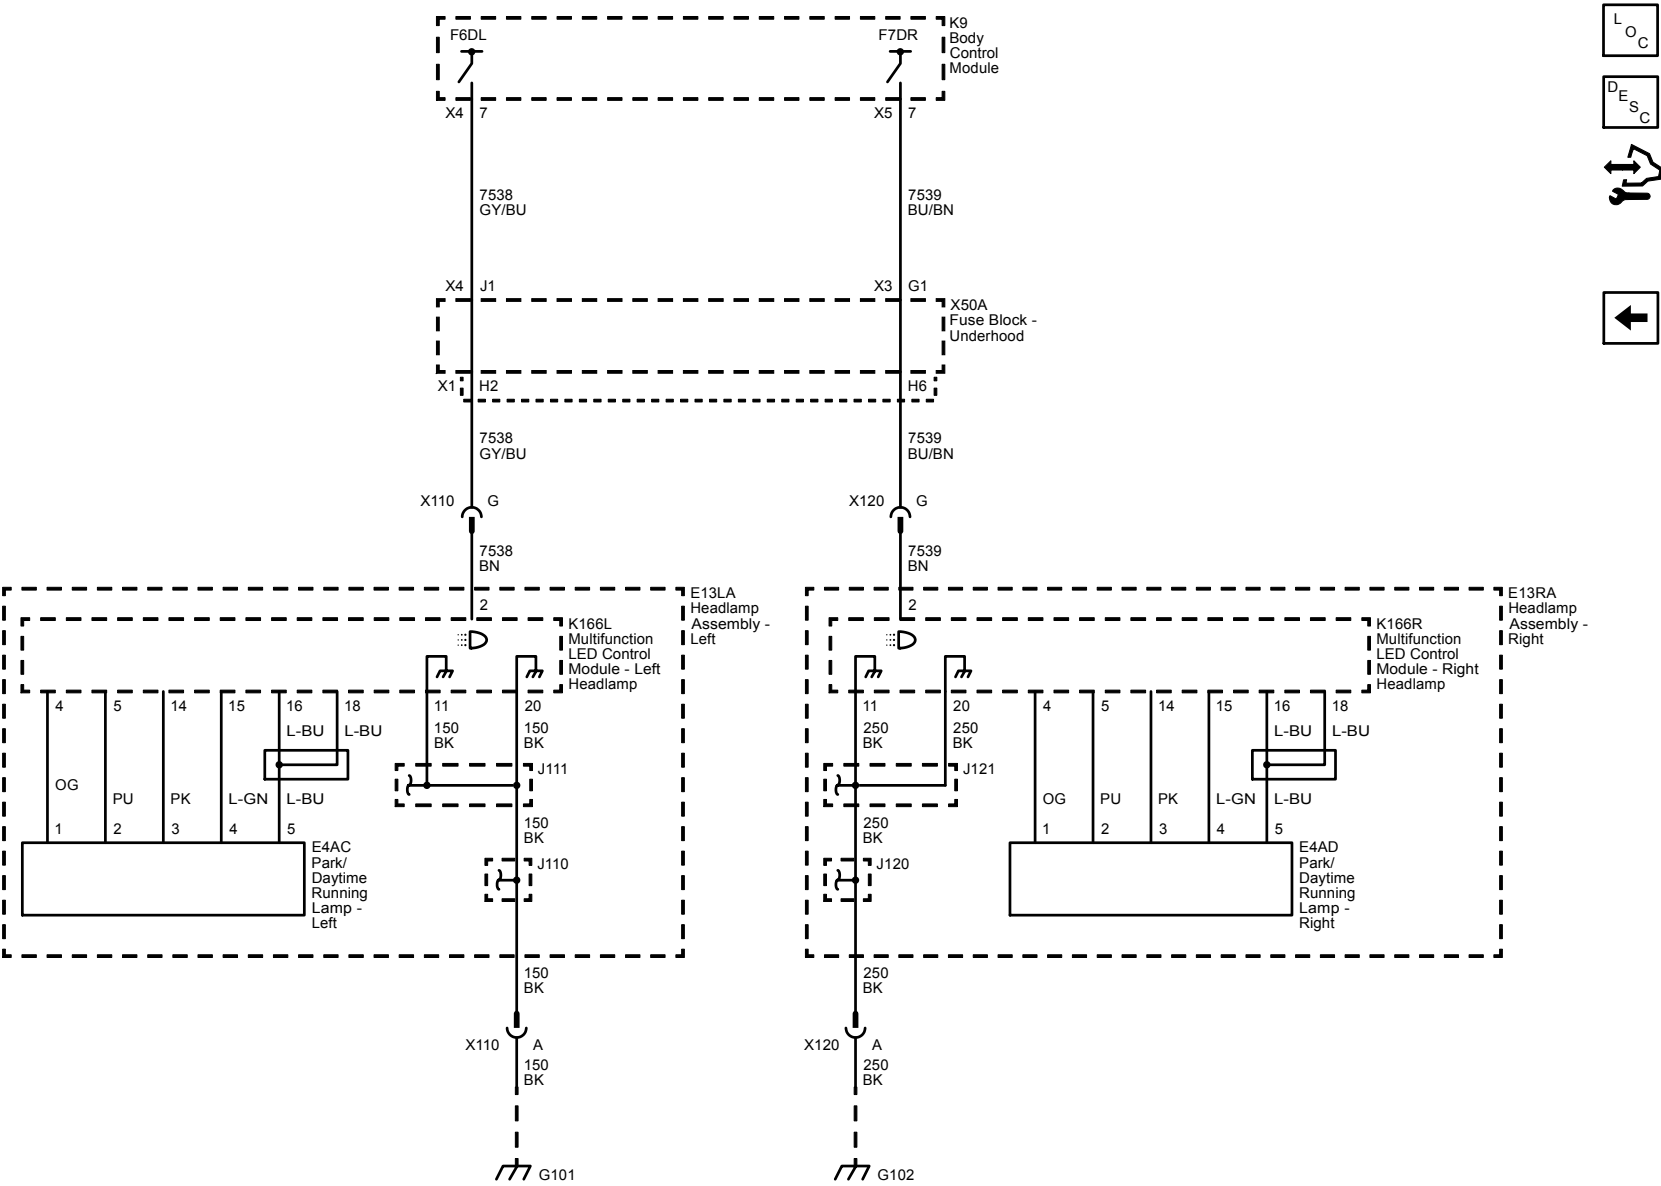 F6DL
F7DR
K9
Body
Control
Module
X4 7
X5 7
7538
GY/BU
7539
BU/BN
X4 J1
X3 G1
X50A
Fuse Block -
Underhood
X1 H2
H6
7538
GY/BU
7539
BU/BN
X110 G
X120 G
7538
BN
7539
BN
E13LA
Headlamp
Assembly -
Left
2
K166L
Multifunction
LED Control
Module - Left
Headlamp
E13RA
Headlamp
Assembly -
Right
2
K166R
Multifunction
LED Control
Module - Right
Headlamp
4 5 14 15 16 18 11 20
L-BU L-BU
150
BK
150
BK
J111
OG PU PK L-GN L-BU
1 2 3 4 5
150
BK
J110
E4AC
Park/
Daytime
Running
Lamp -
Left
11 20 4 5 14 15 16 18
250
BK
250
BK
L-BU L-BU
J121
OG PU PK L-GN L-BU
1 2 3 4 5
250
BK
J120
E4AD
Park/
Daytime
Running
Lamp -
Right
150
BK
250
BK
X110 A
X120 A
150
BK
250
BK
G101
G102
LOC
DESC